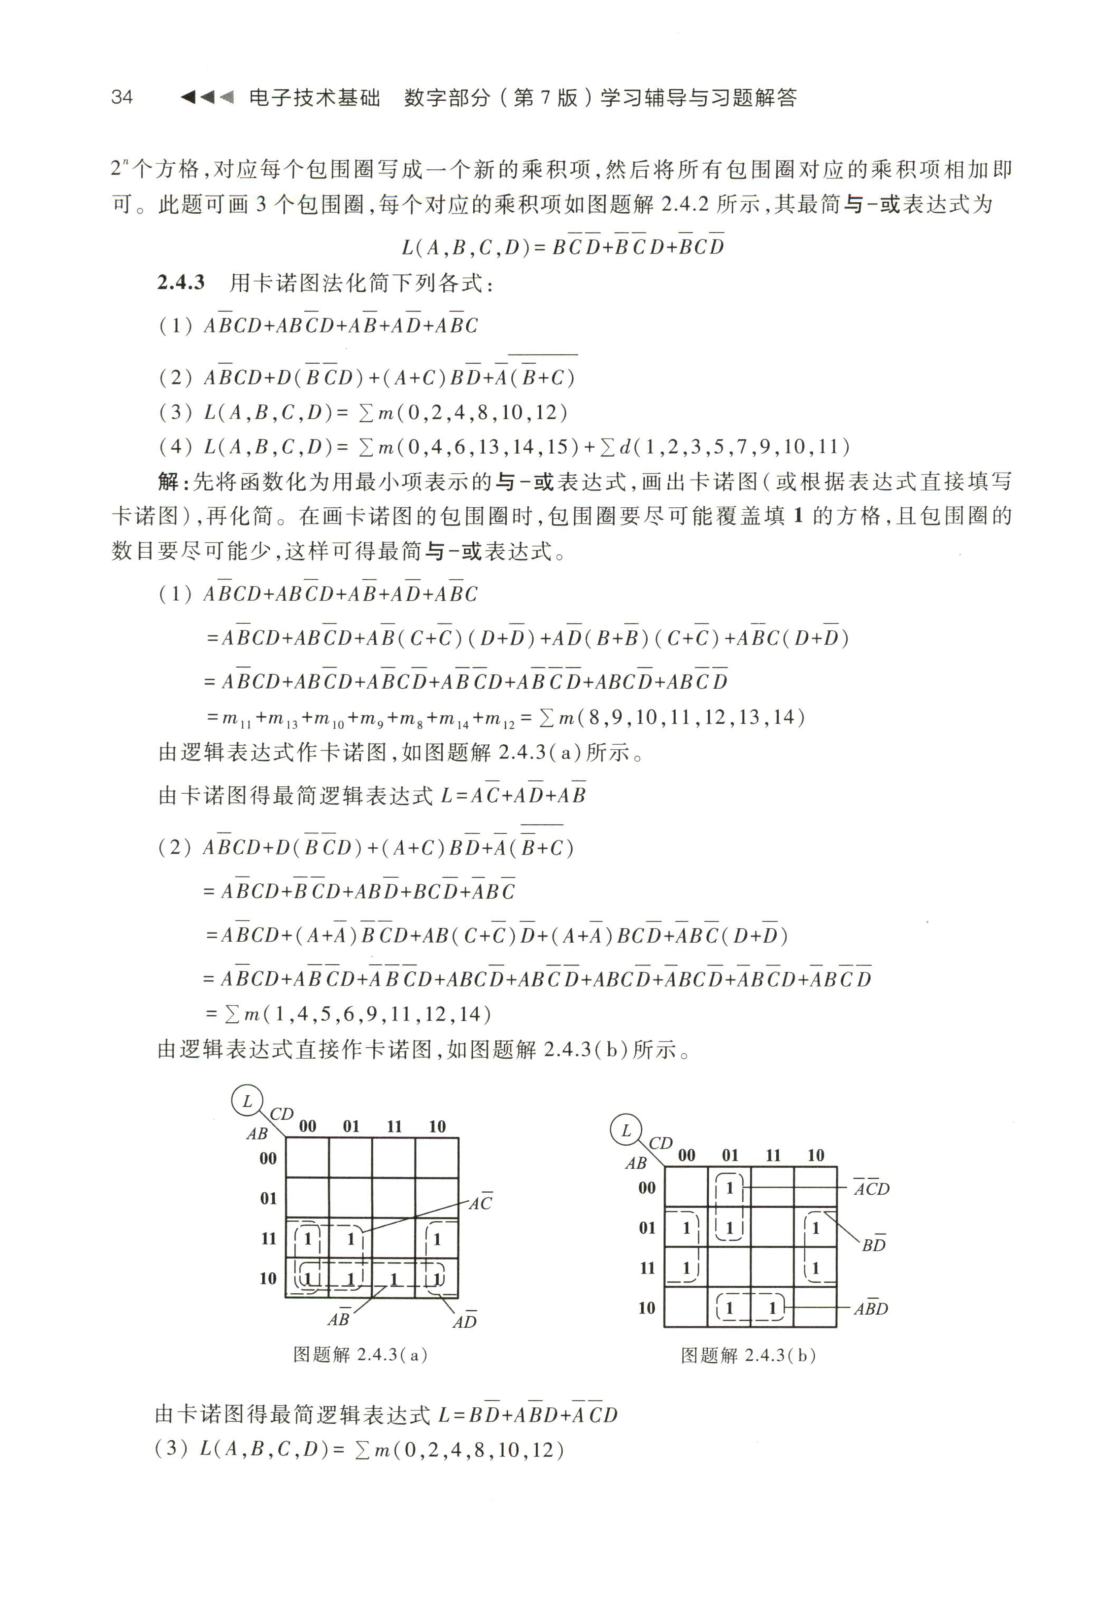 34 ◀◀◀ 电子技术基础 数字部分(第7版)学习辅导与习题解答
2ⁿ个方格,对应每个包围圈写成一个新的乘积项,然后将所有包围圈对应的乘积项相加即
可。此题可画3个包围圈,每个对应的乘积项如图题解 2.4.2 所示,其最简与-或表达式为
L(A,B,C,D)= BC̅D̅+B̅C̅D+B̅CD̅
2.4.3 用卡诺图法化简下列各式:
(1) AB̅CD+ABC̅D+AB̅+AD̅+AB̅C
(2) AB̅CD+D(B̅C̅D)+(A+C)BD̅+A̅\overline{(B̅+C)}
(3) L(A,B,C,D)= ∑m(0,2,4,8,10,12)
(4) L(A,B,C,D)= ∑m(0,4,6,13,14,15)+∑d(1,2,3,5,7,9,10,11)
解:先将函数化为用最小项表示的与-或表达式,画出卡诺图(或根据表达式直接填写
卡诺图),再化简。在画卡诺图的包围圈时,包围圈要尽可能覆盖填 1 的方格,且包围圈的
数目要尽可能少,这样可得最简与-或表达式。
(1) AB̅CD+ABC̅D+AB̅+AD̅+AB̅C
=AB̅CD+ABC̅D+AB̅(C+C̅)(D+D̅)+AD̅(B+B̅)(C+C̅)+AB̅C(D+D̅)
= AB̅CD+ABC̅D+AB̅CD̅+AB̅C̅D+AB̅C̅D̅+ABCD̅+ABC̅D̅
=m₁₁+m₁₃+m₁₀+m₉+m₈+m₁₄+m₁₂=∑m(8,9,10,11,12,13,14)
由逻辑表达式作卡诺图,如图题解 2.4.3(a)所示。
由卡诺图得最简逻辑表达式 L=AC̅+AD̅+AB̅
(2) AB̅CD+D(B̅C̅D)+(A+C)BD̅+A̅(\overline{B̅+C})
= AB̅CD+B̅C̅D+ABD̅+BCD̅+A̅BC̅
=AB̅CD+(A+A̅)B̅C̅D+AB(C+C̅)D̅+(A+A̅)BCD̅+A̅BC̅(D+D̅)
= AB̅CD+AB̅C̅D+A̅B̅C̅D+ABCD̅+ABC̅D̅+ABCD̅+A̅BCD̅+A̅BC̅D+A̅BC̅D̅
= ∑m(1,4,5,6,9,11,12,14)
由逻辑表达式直接作卡诺图,如图题解 2.4.3(b)所示。
L
CD
AB
00 01 11 10
00
01
11 1 1 1
10 1 1 1 1
AC̅
AB̅ AD̅
图题解 2.4.3(a)
L
CD
AB
00 01 11 10
00 1 A̅C̅D
01 1 1 1
BD̅
11 1 1
10 1 1 AB̅D
图题解 2.4.3(b)
由卡诺图得最简逻辑表达式 L=BD̅+AB̅D+A̅C̅D
(3) L(A,B,C,D)= ∑m(0,2,4,8,10,12)